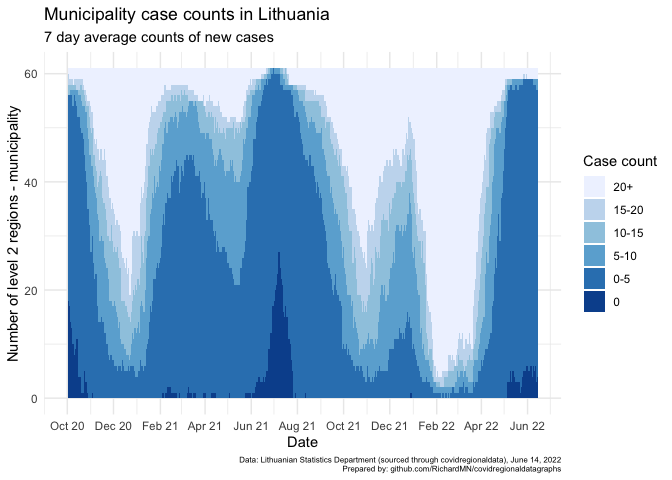 Municipality case counts in Lithuania
7 day average counts of new cases
Number of level 2 regions - municipality
60
40
20
0
Oct 20 Dec 20 Feb 21 Apr 21 Jun 21 Aug 21 Oct 21 Dec 21 Feb 22 Apr 22 Jun 22
Date
Case count
20+
15-20
10-15
5-10
0-5
0
Data: Lithuanian Statistics Department (sourced through covidregionaldata), June 14, 2022
Prepared by: github.com/RichardMN/covidregionaldatagraphs